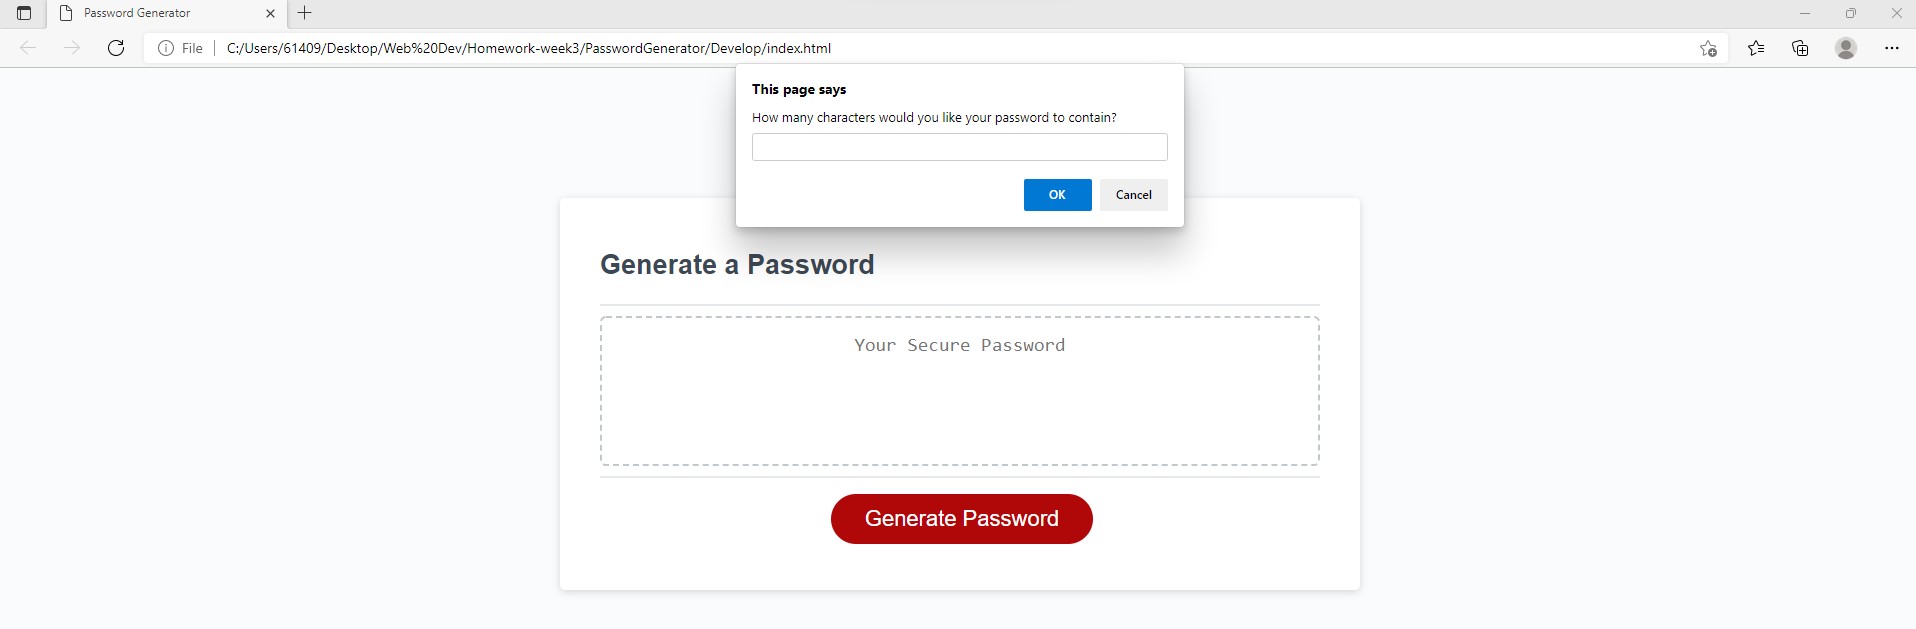 Password Generator
File
C:/Users/61409/Desktop/Web%20Dev/Homework-week3/PasswordGenerator/Develop/index.html
This page says
How many characters would you like your password to contain?
OK Cancel
Generate a Password
Your Secure Password
Generate Password